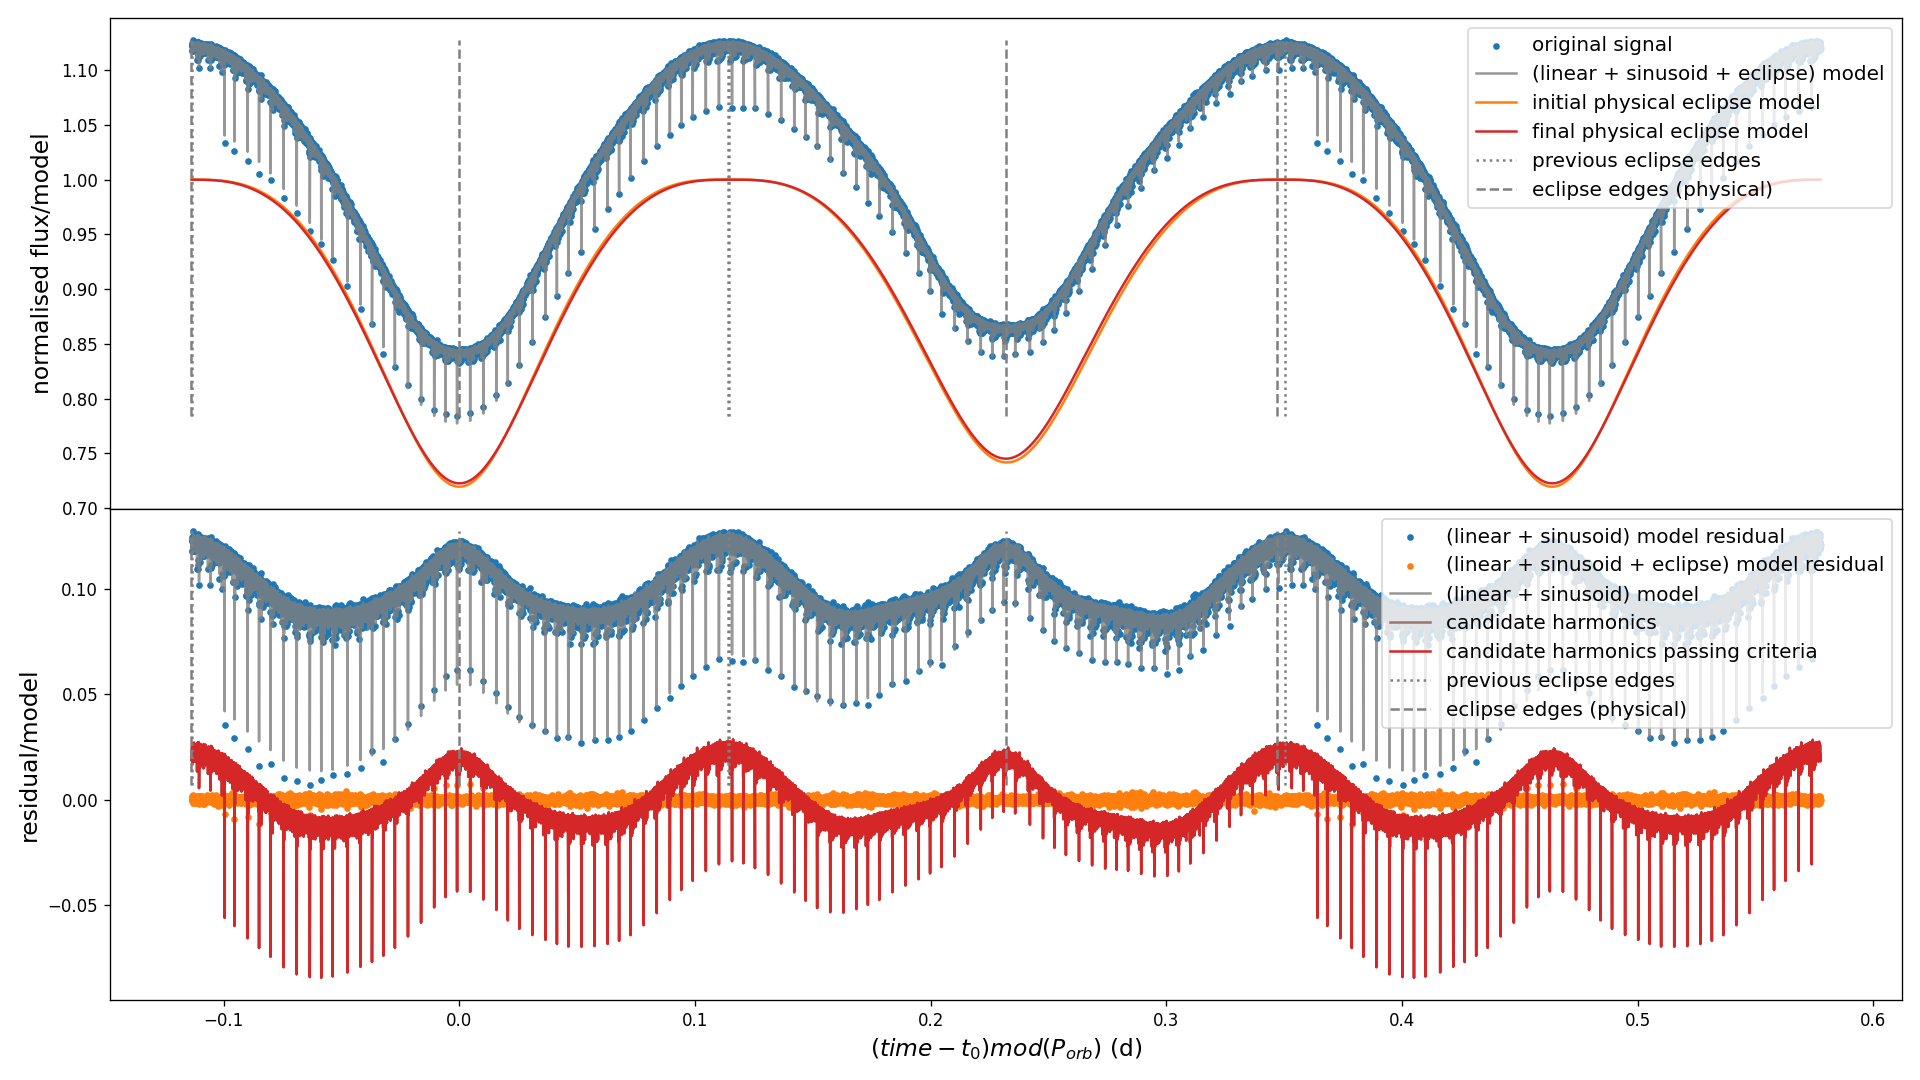 original signal
(linear + sinusoid + eclipse) model
initial physical eclipse model
final physical eclipse model
previous eclipse edges
eclipse edges (physical)
normalised flux/model
1.10
1.05
1.00
0.95
0.90
0.85
0.80
0.75
0.70
(linear + sinusoid) model residual
(linear + sinusoid + eclipse) model residual
(linear + sinusoid) model
candidate harmonics
candidate harmonics passing criteria
previous eclipse edges
eclipse edges (physical)
residual/model
0.10
0.05
0.00
−0.05
−0.1 0.0 0.1 0.2 0.3 0.4 0.5 0.6
(time − t₀)mod(Pₒᵣb) (d)